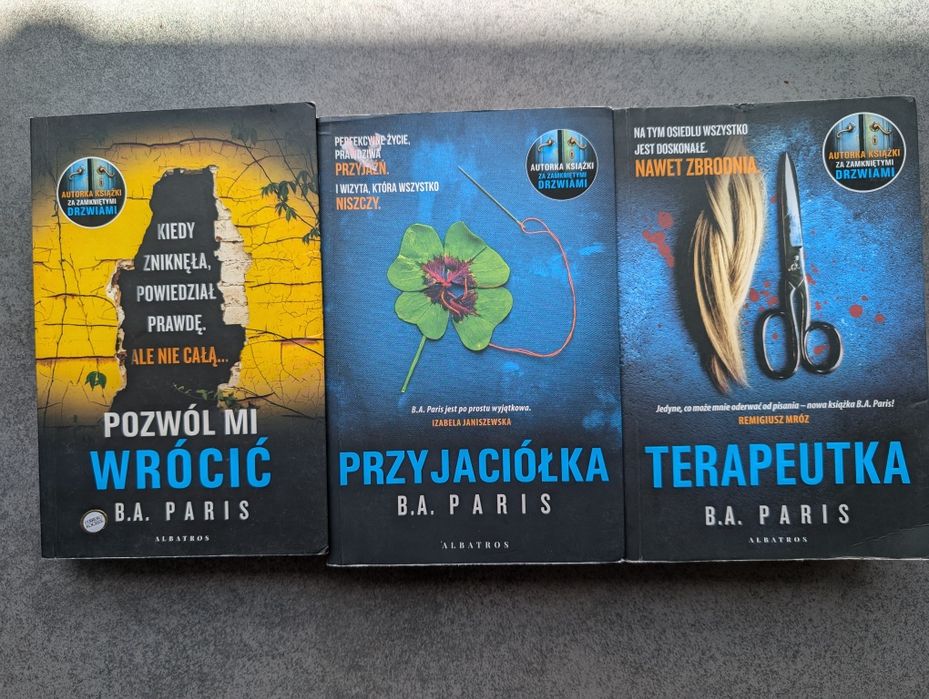 AUTORKA KSIĄŻKI
ZA ZAMKNIĘTYMI
DRZWIAMI
KIEDY
ZNIKNĘŁA,
POWIEDZIAŁ
PRAWDĘ.
ALE NIE CAŁĄ...
POZWÓL MI
WRÓCIĆ
B.A. PARIS
ALBATROS
PERFEKCYJNE ŻYCIE,
PRAWDZIWA
PRZYJAŹŃ.
I WIZYTA, KTÓRA WSZYSTKO
NISZCZY.
AUTORKA KSIĄŻKI
ZA ZAMKNIĘTYMI
DRZWIAMI
B.A. Paris jest po prostu wyjątkowa.
IZABELA JANISZEWSKA
PRZYJACIÓŁKA
B.A. PARIS
ALBATROS
NA TYM OSIEDLU WSZYSTKO
JEST DOSKONAŁE.
NAWET ZBRODNIA.
AUTORKA KSIĄŻKI
ZA ZAMKNIĘTYMI
DRZWIAMI
Jedyne, co może mnie oderwać od pisania – nowa książka B.A. Paris!
REMIGIUSZ MRÓZ
TERAPEUTKA
B.A. PARIS
ALBATROS